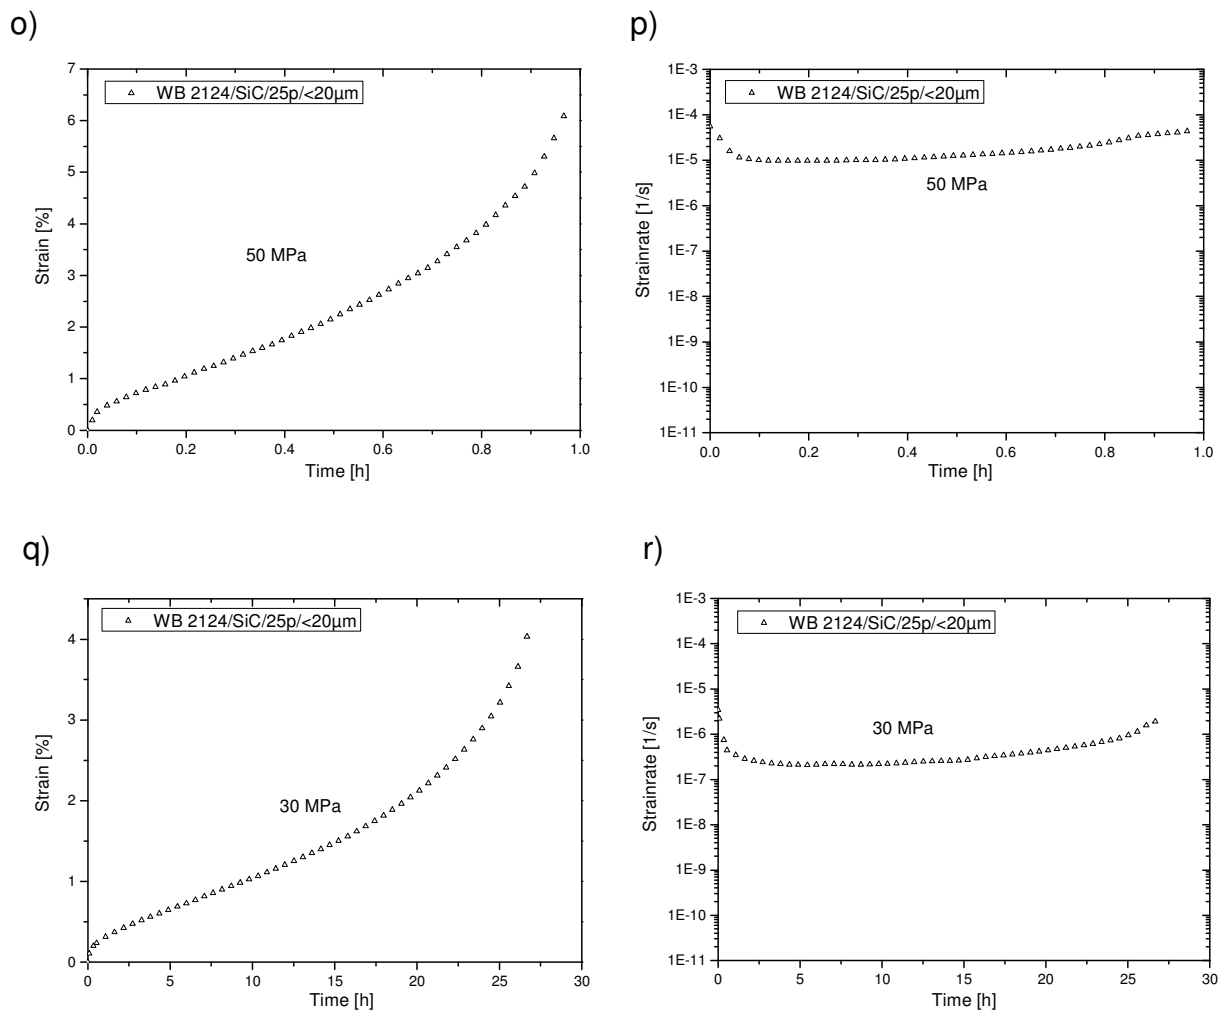 o)
WB 2124/SiC/25p/<20µm
7
6
5
4
3
2
1
0
Strain [%]
50 MPa
0.0 0.2 0.4 0.6 0.8 1.0
Time [h]
p)
WB 2124/SiC/25p/<20µm
1E-3
1E-4
1E-5
1E-6
1E-7
1E-8
1E-9
1E-10
1E-11
Strainrate [1/s]
50 MPa
0.0 0.2 0.4 0.6 0.8 1.0
Time [h]
q)
WB 2124/SiC/25p/<20µm
4
3
2
1
0
Strain [%]
30 MPa
0 5 10 15 20 25 30
Time [h]
r)
WB 2124/SiC/25p/<20µm
1E-3
1E-4
1E-5
1E-6
1E-7
1E-8
1E-9
1E-10
1E-11
Strainrate [1/s]
30 MPa
0 5 10 15 20 25 30
Time [h]